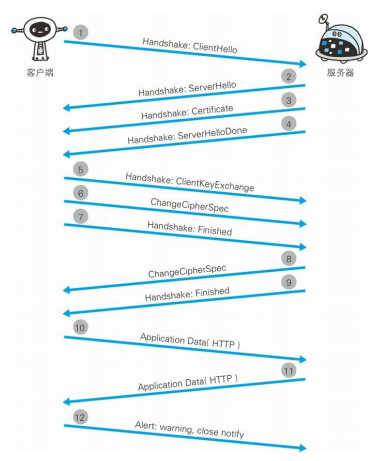 1
Handshake: ClientHello
客户端
服务器
2
Handshake: ServerHello
3
Handshake: Certificate
4
Handshake: ServerHelloDone
5
Handshake: ClientKeyExchange
6
ChangeCipherSpec
7
Handshake: Finished
8
ChangeCipherSpec
9
Handshake: Finished
10
Application Data( HTTP )
11
Application Data( HTTP )
12
Alert: warning, close notify